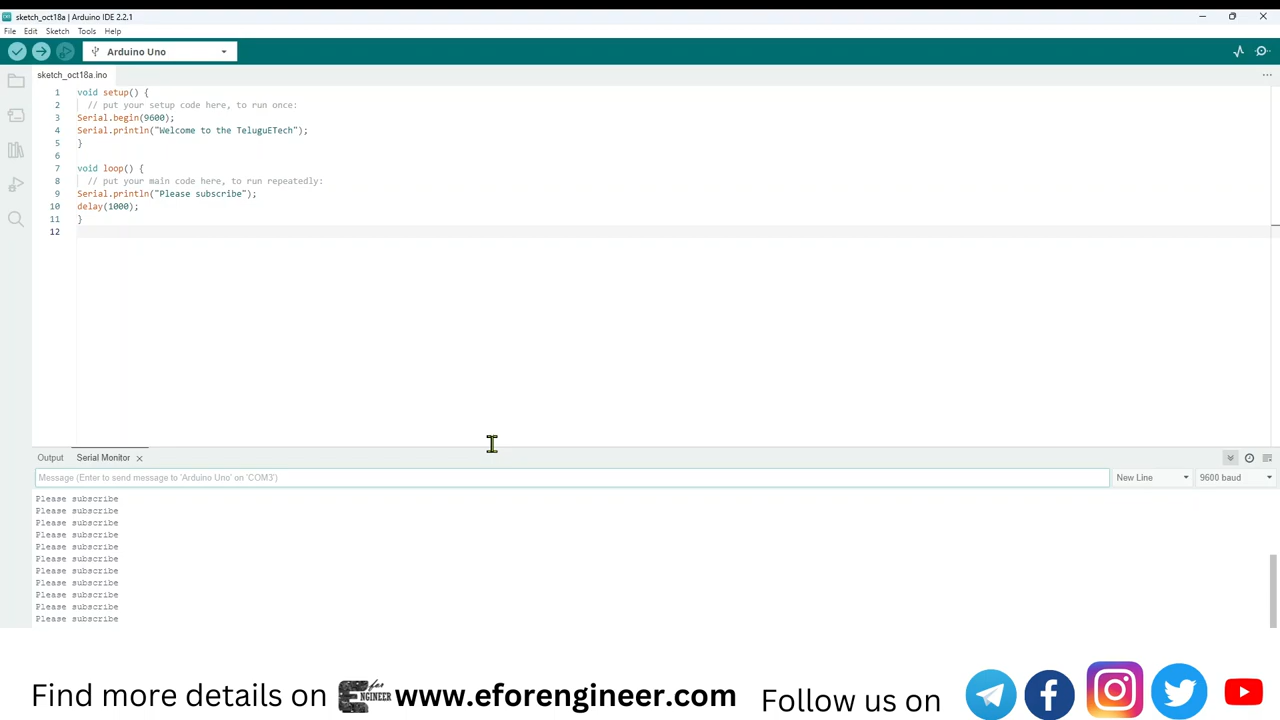 sketch_oct18a | Arduino IDE 2.2.1
File Edit Sketch Tools Help
Arduino Uno
sketch_oct18a.ino
1 void setup() {
2 // put your setup code here, to run once:
3 Serial.begin(9600);
4 Serial.println("Welcome to the TeluguETech");
5 }
6
7 void loop() {
8 // put your main code here, to run repeatedly:
9 Serial.println("Please subscribe");
10 delay(1000);
11 }
12
Output Serial Monitor
Message (Enter to send message to 'Arduino Uno' on 'COM3') New Line 9600 baud
Please subscribe
Please subscribe
Please subscribe
Please subscribe
Please subscribe
Please subscribe
Please subscribe
Please subscribe
Please subscribe
Please subscribe
Please subscribe
Find more details on E for ENGINEER www.eforengineer.com Follow us on